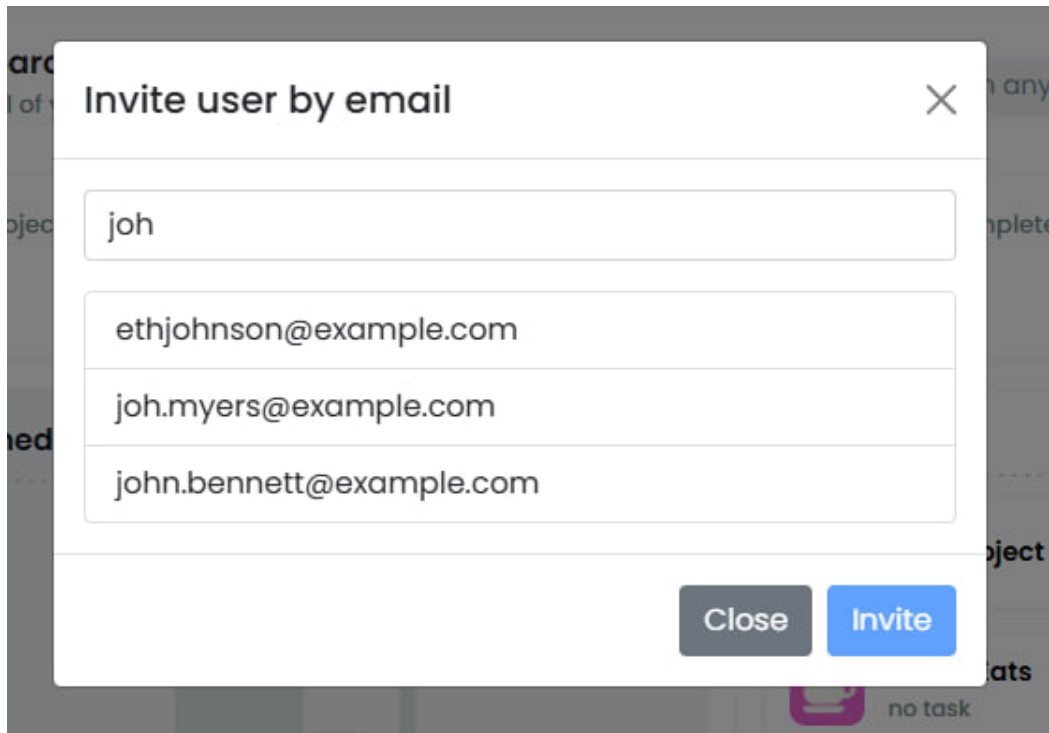 Invite user by email
joh
ethjohnson@example.com
joh.myers@example.com
john.bennett@example.com
Close
Invite
no task